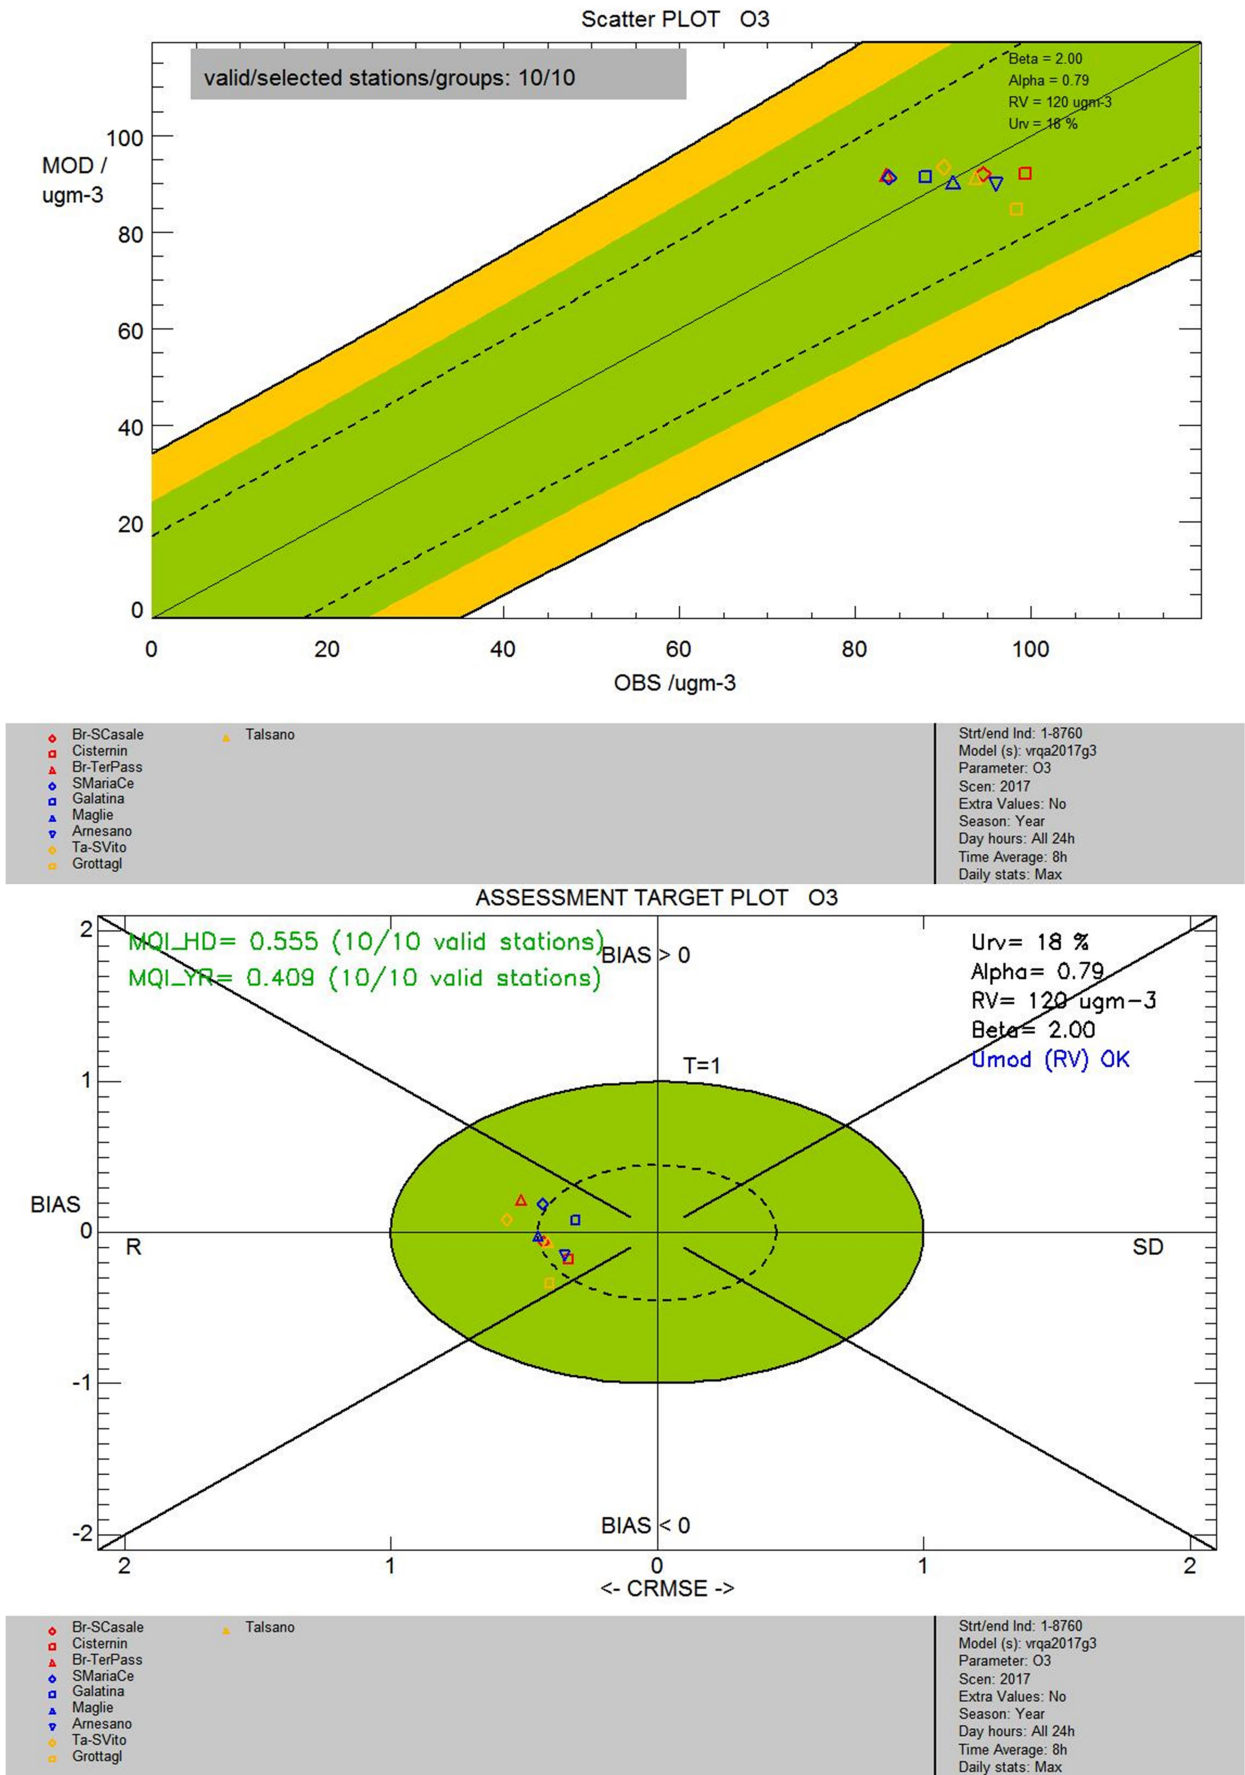 Scatter PLOT O3
valid/selected stations/groups: 10/10
Beta = 2.00
Alpha = 0.79
RV = 120 ugm-3
Urv = 18 %
MOD /
ugm-3
100
80
60
40
20
0
0 20 40 60 80 100
OBS /ugm-3
Br-SCasale
Cisternin
Br-TerPass
SMariaCe
Galatina
Maglie
Arnesano
Ta-SVito
Grottagl
Talsano
Strt/end Ind: 1-8760
Model (s): vrqa2017g3
Parameter: O3
Scen: 2017
Extra Values: No
Season: Year
Day hours: All 24h
Time Average: 8h
Daily stats: Max
ASSESSMENT TARGET PLOT O3
MQI_HD= 0.555 (10/10 valid stations)
MQI_YR= 0.409 (10/10 valid stations)
BIAS > 0
Urv= 18 %
Alpha= 0.79
RV= 120 ugm-3
Beta= 2.00
Umod (RV) OK
T=1
2
1
BIAS
0
-1
-2
R
SD
BIAS < 0
2 1 0 1 2
<- CRMSE ->
Br-SCasale
Cisternin
Br-TerPass
SMariaCe
Galatina
Maglie
Arnesano
Ta-SVito
Grottagl
Talsano
Strt/end Ind: 1-8760
Model (s): vrqa2017g3
Parameter: O3
Scen: 2017
Extra Values: No
Season: Year
Day hours: All 24h
Time Average: 8h
Daily stats: Max